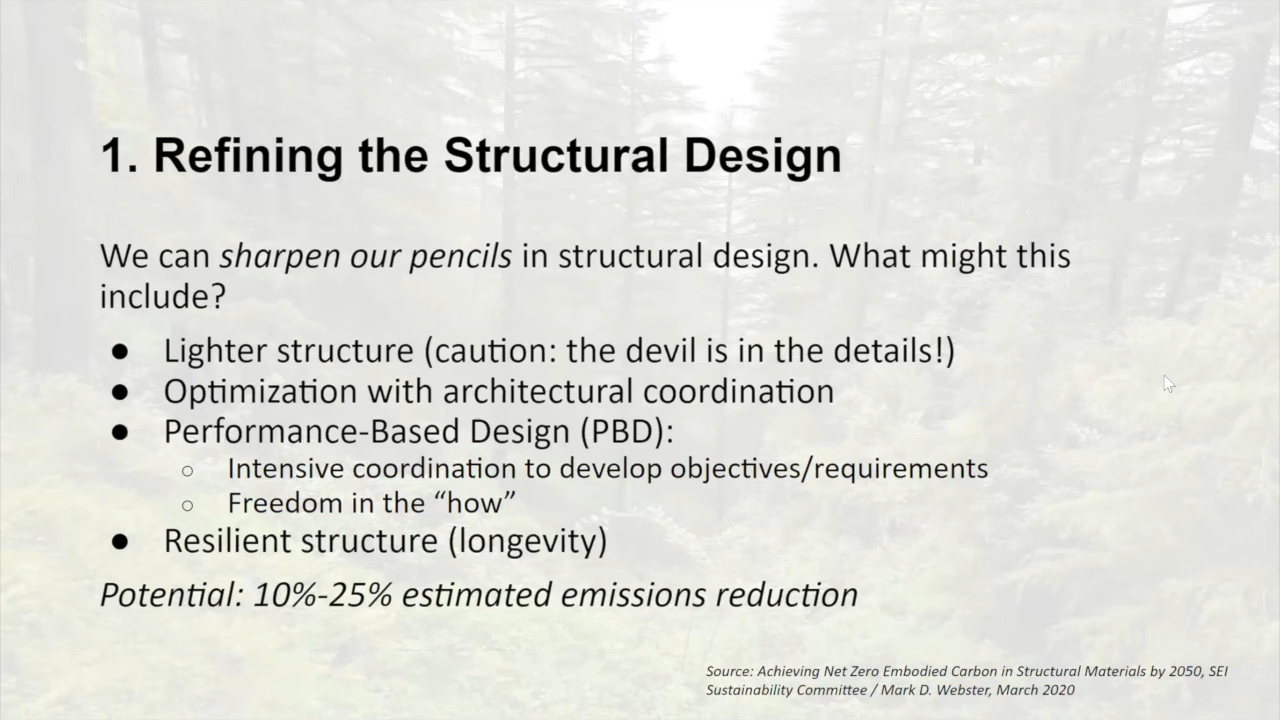 1. Refining the Structural Design
We can sharpen our pencils in structural design. What might this
include?
● Lighter structure (caution: the devil is in the details!)
● Optimization with architectural coordination
● Performance-Based Design (PBD):
○ Intensive coordination to develop objectives/requirements
○ Freedom in the “how”
● Resilient structure (longevity)
Potential: 10%-25% estimated emissions reduction
Source: Achieving Net Zero Embodied Carbon in Structural Materials by 2050, SEI
Sustainability Committee / Mark D. Webster, March 2020